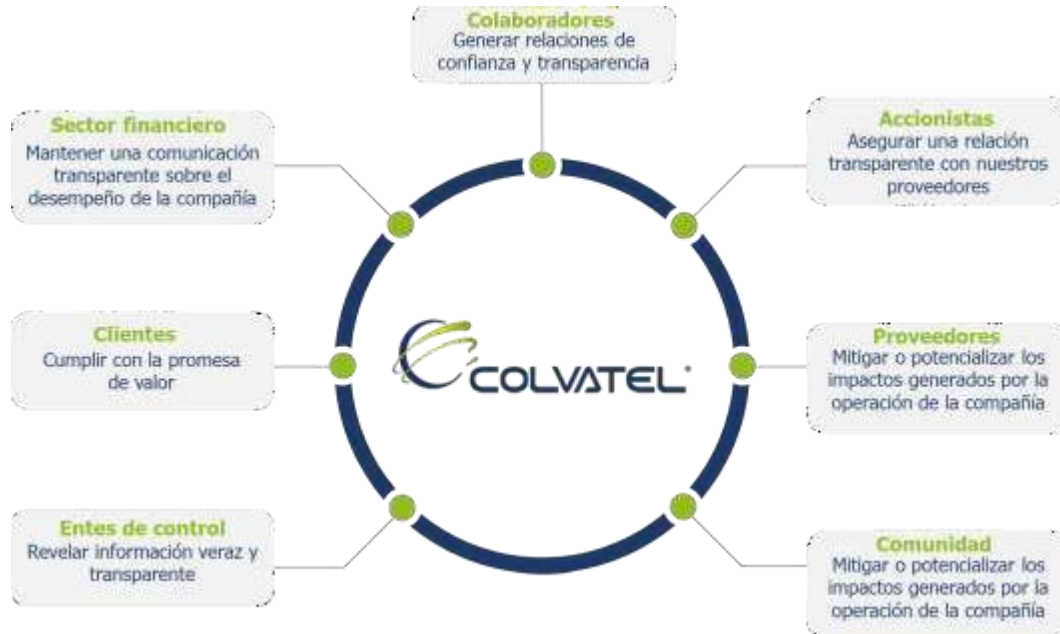 Colaboradores
Generar relaciones de
confianza y transparencia
Sector financiero
Mantener una comunicación
transparente sobre el
desempeño de la compañía
Accionistas
Asegurar una relación
transparente con nuestros
proveedores
Clientes
Cumplir con la promesa
de valor
COLVATEL
Proveedores
Mitigar o potencializar los
impactos generados por la
operación de la compañía
Entes de control
Revelar información veraz y
transparente
Comunidad
Mitigar o potencializar los
impactos generados por la
operación de la compañía